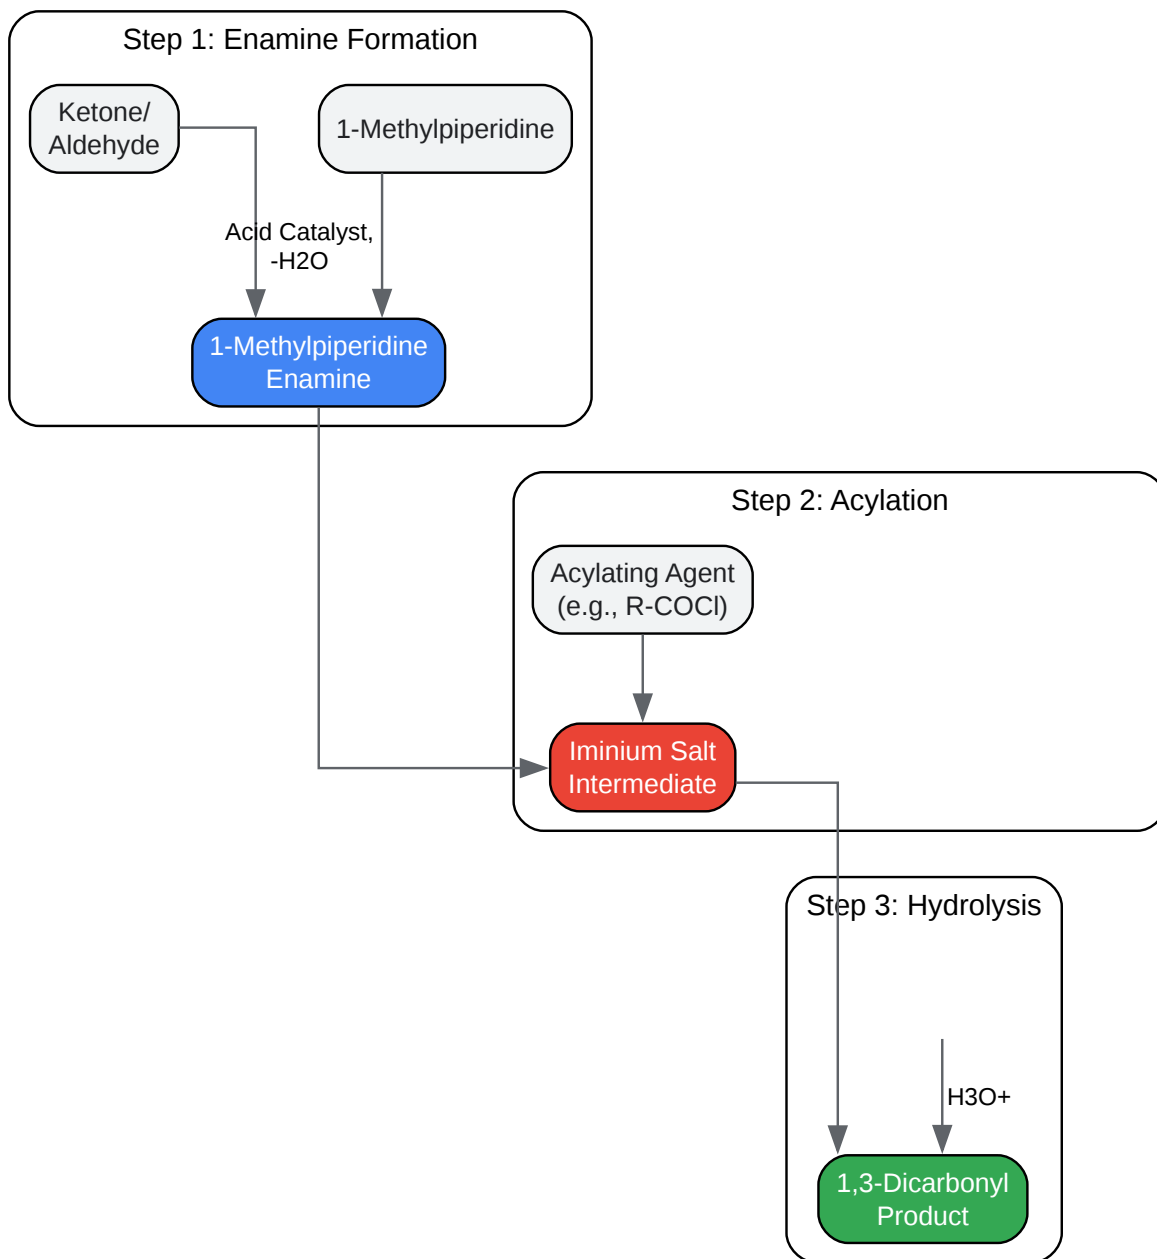 Step 1: Enamine Formation
Ketone/
Aldehyde
1-Methylpiperidine
Acid Catalyst,
-H2O
1-Methylpiperidine
Enamine
Step 2: Acylation
Acylating Agent
(e.g., R-COCl)
Iminium Salt
Intermediate
Step 3: Hydrolysis
H3O+
1,3-Dicarbonyl
Product